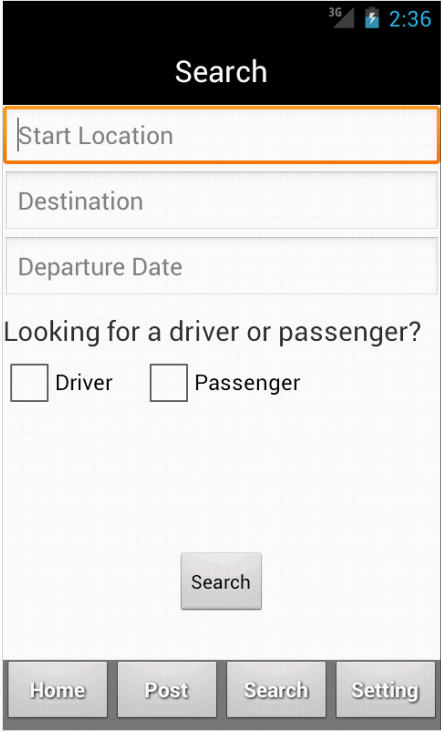 3G 2:36
Search
Start Location
Destination
Departure Date
Looking for a driver or passenger?
Driver Passenger
Search
Home Post Search Setting